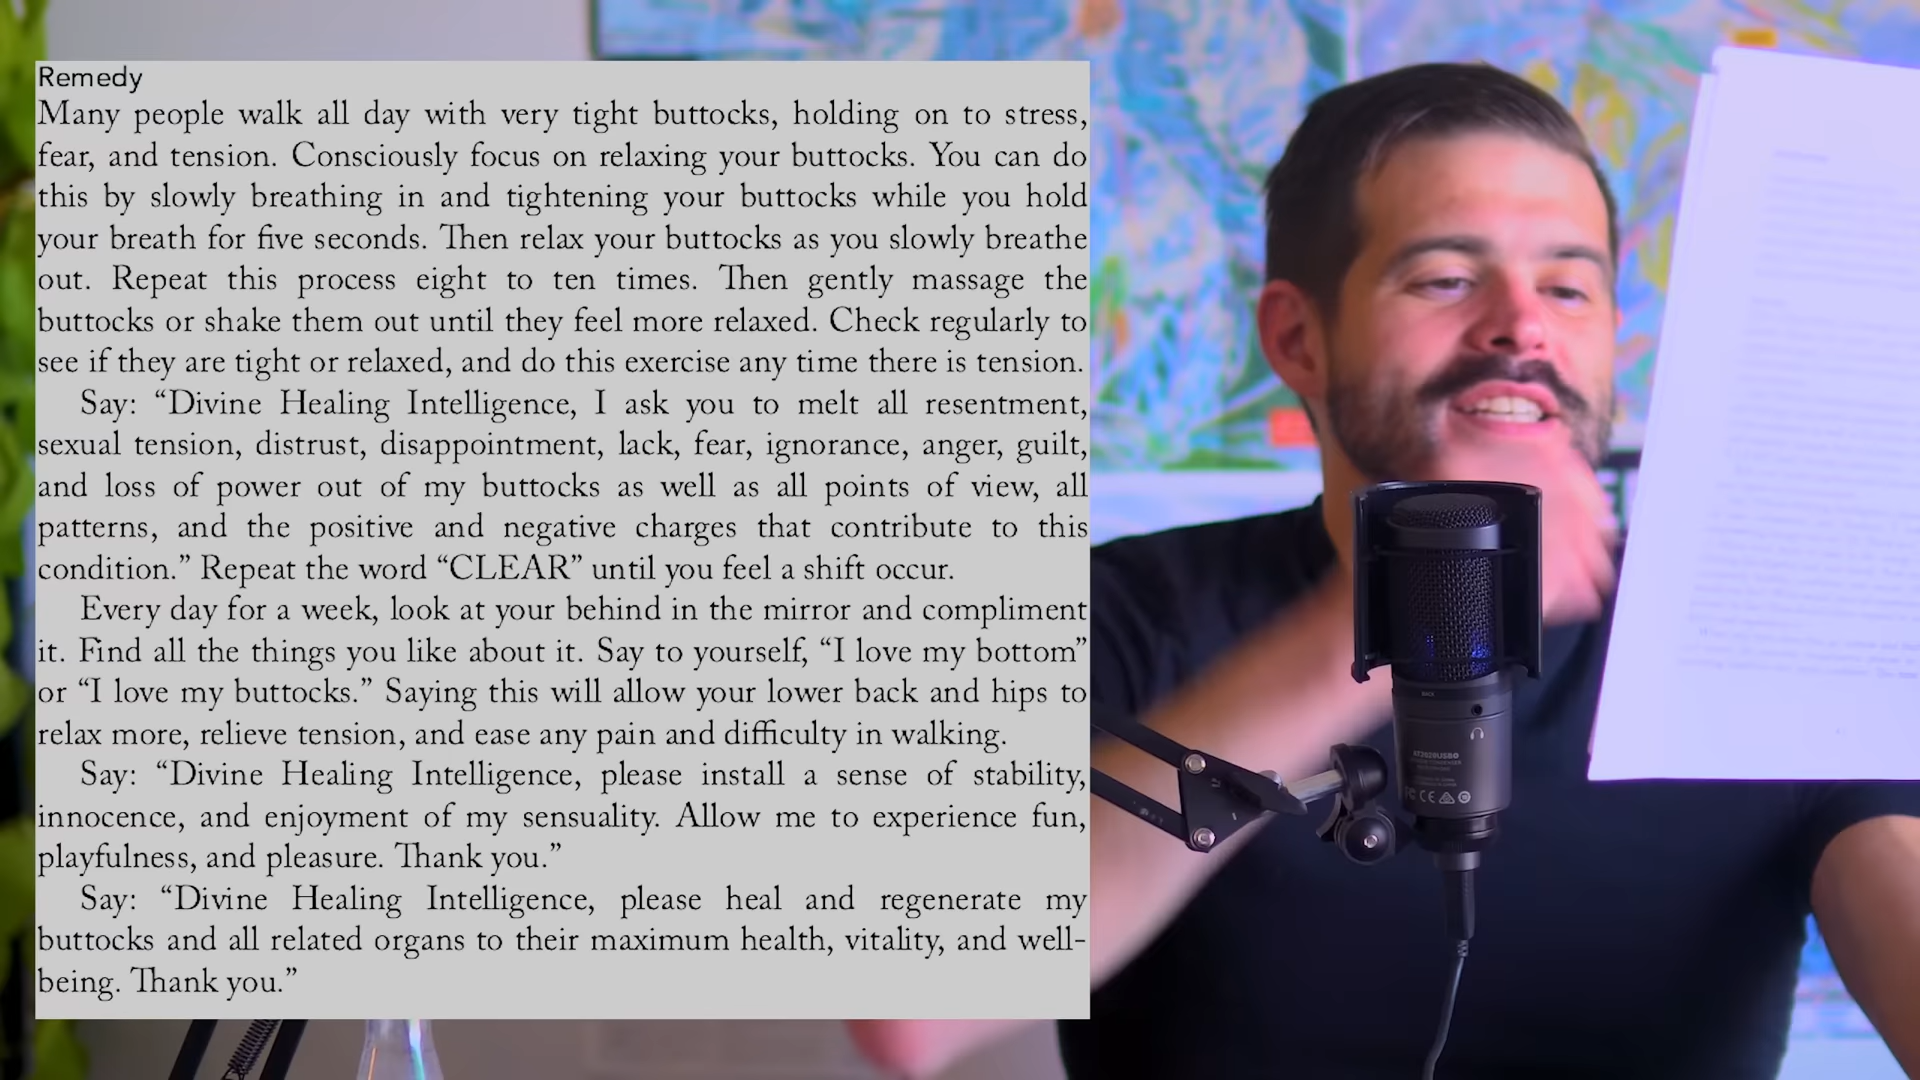 Remedy
Many people walk all day with very tight buttocks, holding on to stress,
fear, and tension. Consciously focus on relaxing your buttocks. You can do
this by slowly breathing in and tightening your buttocks while you hold
your breath for five seconds. Then relax your buttocks as you slowly breathe
out. Repeat this process eight to ten times. Then gently massage the
buttocks or shake them out until they feel more relaxed. Check regularly to
see if they are tight or relaxed, and do this exercise any time there is tension.
Say: “Divine Healing Intelligence, I ask you to melt all resentment,
sexual tension, distrust, disappointment, lack, fear, ignorance, anger, guilt,
and loss of power out of my buttocks as well as all points of view, all
patterns, and the positive and negative charges that contribute to this
condition.” Repeat the word “CLEAR” until you feel a shift occur.
Every day for a week, look at your behind in the mirror and compliment
it. Find all the things you like about it. Say to yourself, “I love my bottom”
or “I love my buttocks.” Saying this will allow your lower back and hips to
relax more, relieve tension, and ease any pain and difficulty in walking.
Say: “Divine Healing Intelligence, please install a sense of stability,
innocence, and enjoyment of my sensuality. Allow me to experience fun,
playfulness, and pleasure. Thank you.”
Say: “Divine Healing Intelligence, please heal and regenerate my
buttocks and all related organs to their maximum health, vitality, and well-
being. Thank you.”